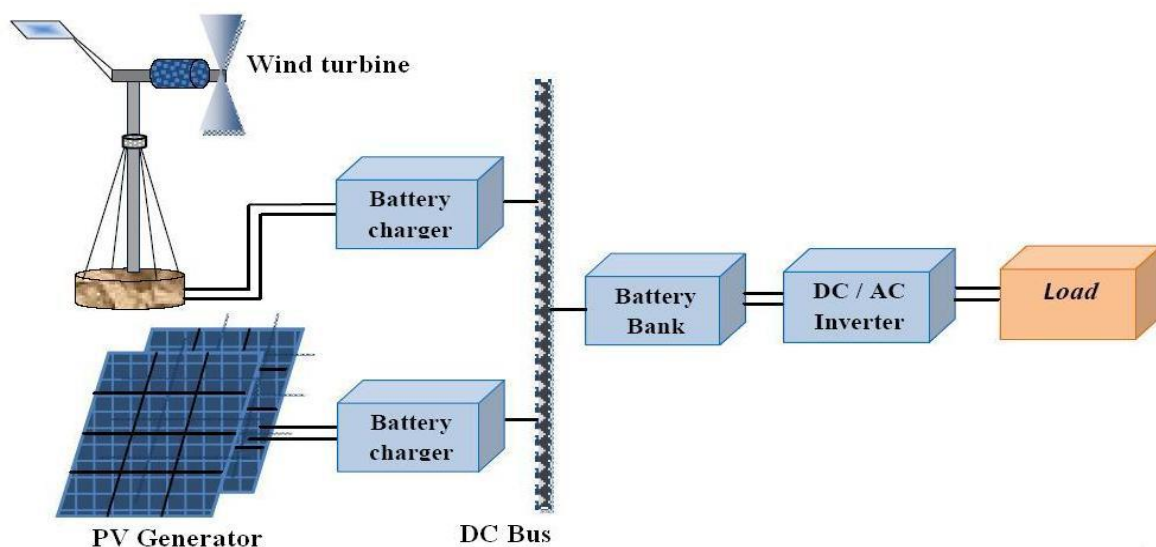 Wind turbine
Battery
charger
Battery
Bank
DC / AC
Inverter
Load
Battery
charger
PV Generator
DC Bus